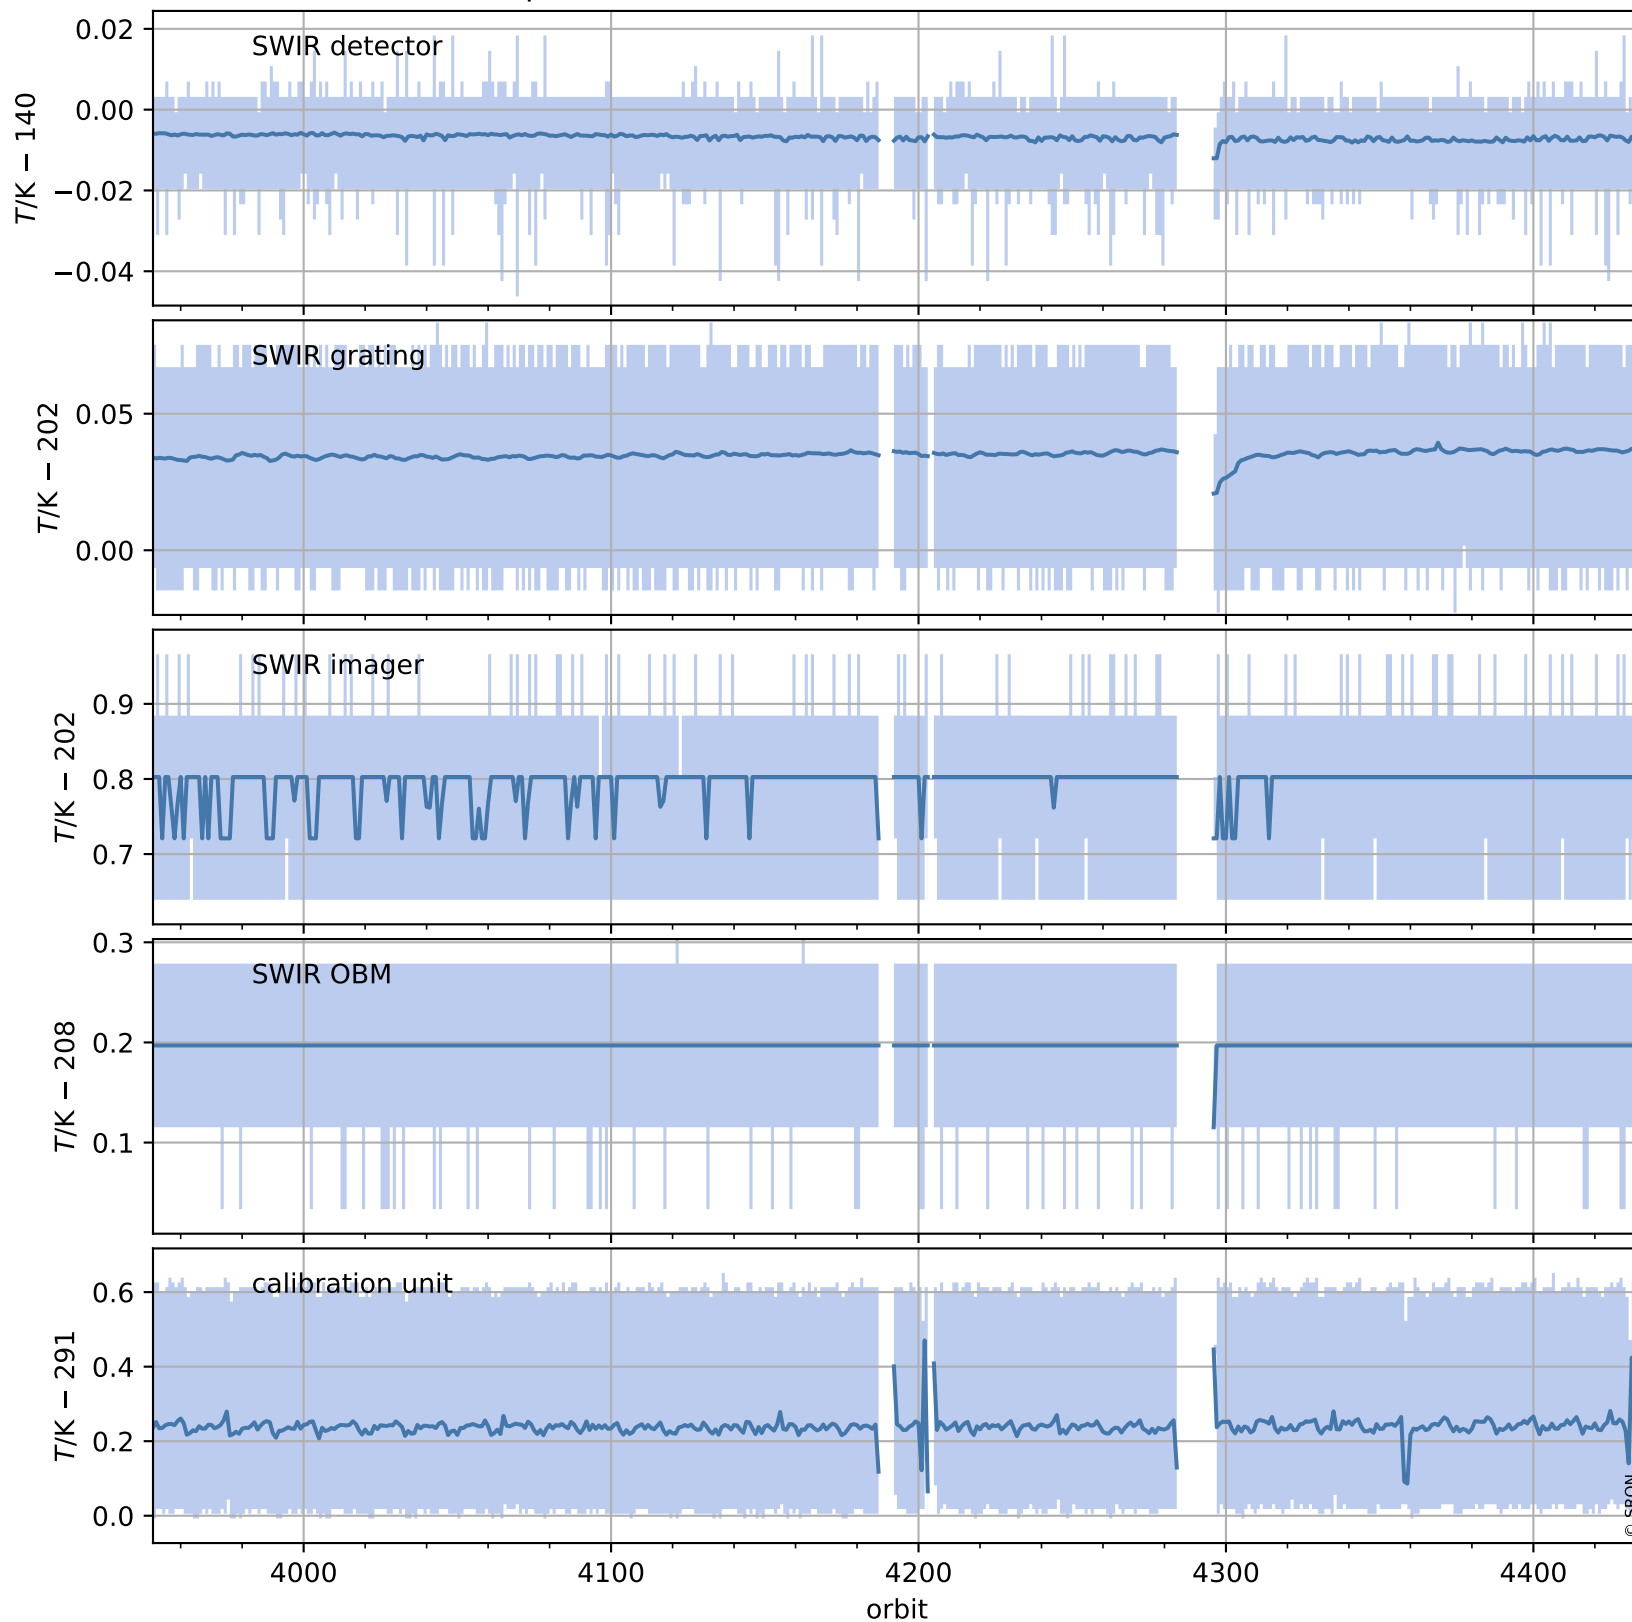 0.02
0.00
−0.02
−0.04
T/K − 140
SWIR detector
0.05
0.00
T/K − 202
SWIR grating
0.9
0.8
0.7
T/K − 202
SWIR imager
0.3
0.2
0.1
T/K − 208
SWIR OBM
0.6
0.4
0.2
0.0
T/K − 291
calibration unit
© SRON
4000 4100 4200 4300 4400
orbit